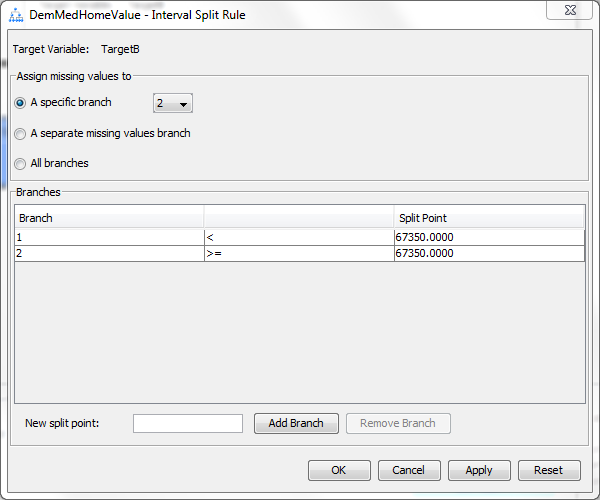 DemMedHomeValue - Interval Split Rule
Target Variable: TargetB
Assign missing values to
A specific branch 2
A separate missing values branch
All branches
Branches
Branch Split Point
1 < 67350.0000
2 >= 67350.0000
New split point: Add Branch Remove Branch
OK Cancel Apply Reset